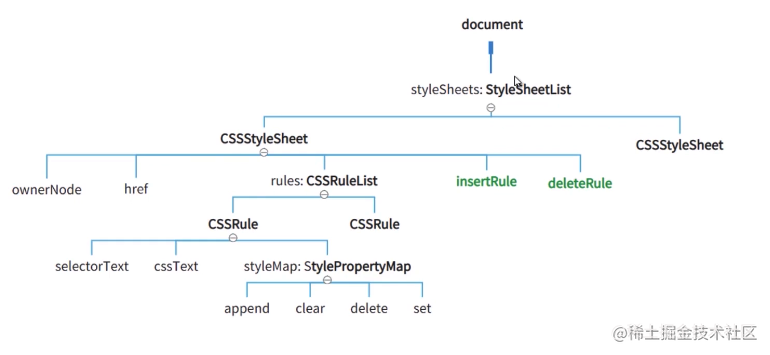 document
styleSheets: StyleSheetList
CSSStyleSheet
CSSStyleSheet
ownerNode
href
rules: CSSRuleList
insertRule
deleteRule
CSSRule
CSSRule
selectorText
cssText
styleMap: StylePropertyMap
append
clear
delete
set
@稀土掘金技术社区